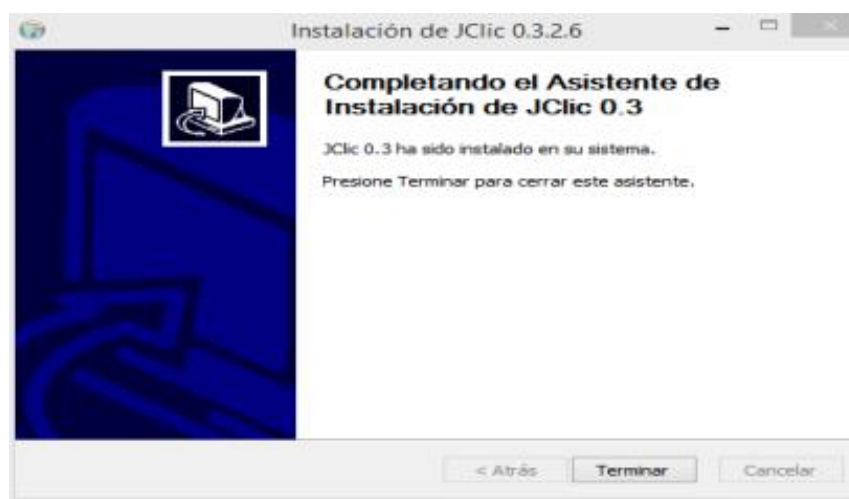 Instalación de JClic 0.3.2.6
Completando el Asistente de
Instalación de JClic 0.3
JClic 0.3 ha sido instalado en su sistema.
Presione Terminar para cerrar este asistente.
< Atrás
Terminar
Cancelar